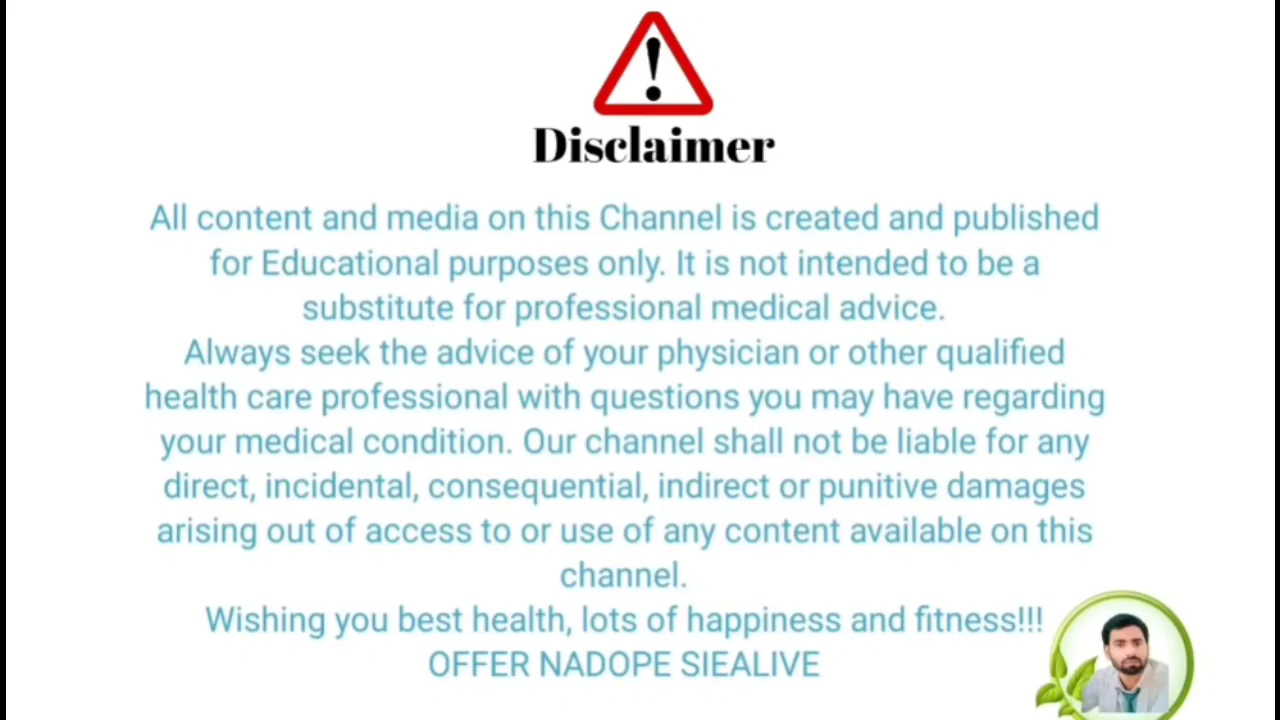 Disclaimer
All content and media on this Channel is created and published
for Educational purposes only. It is not intended to be a
substitute for professional medical advice.
Always seek the advice of your physician or other qualified
health care professional with questions you may have regarding
your medical condition. Our channel shall not be liable for any
direct, incidental, consequential, indirect or punitive damages
arising out of access to or use of any content available on this
channel.
Wishing you best health, lots of happiness and fitness!!!
OFFER NADOPE SIEALIVE